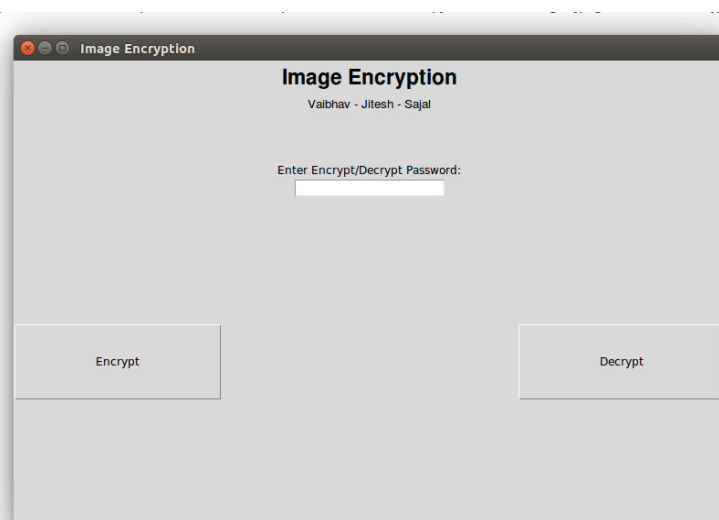 Image Encryption
Image Encryption
Vaibhav - Jitesh - Sajal
Enter Encrypt/Decrypt Password:
Encrypt
Decrypt